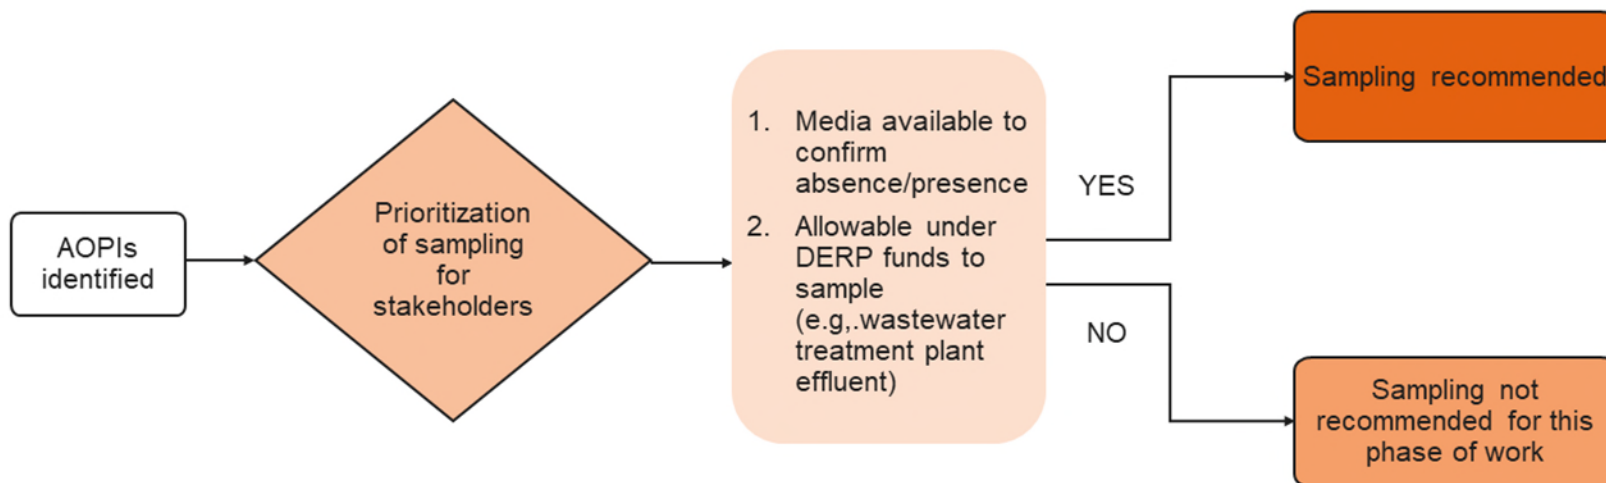 AOPIs
identified
Prioritization
of sampling
for
stakeholders
1. Media available to
confirm
absence/presence
2. Allowable under
DERP funds to
sample
(e.g,.wastewater
treatment plant
effluent)
YES
NO
Sampling recommended
Sampling not
recommended for this
phase of work